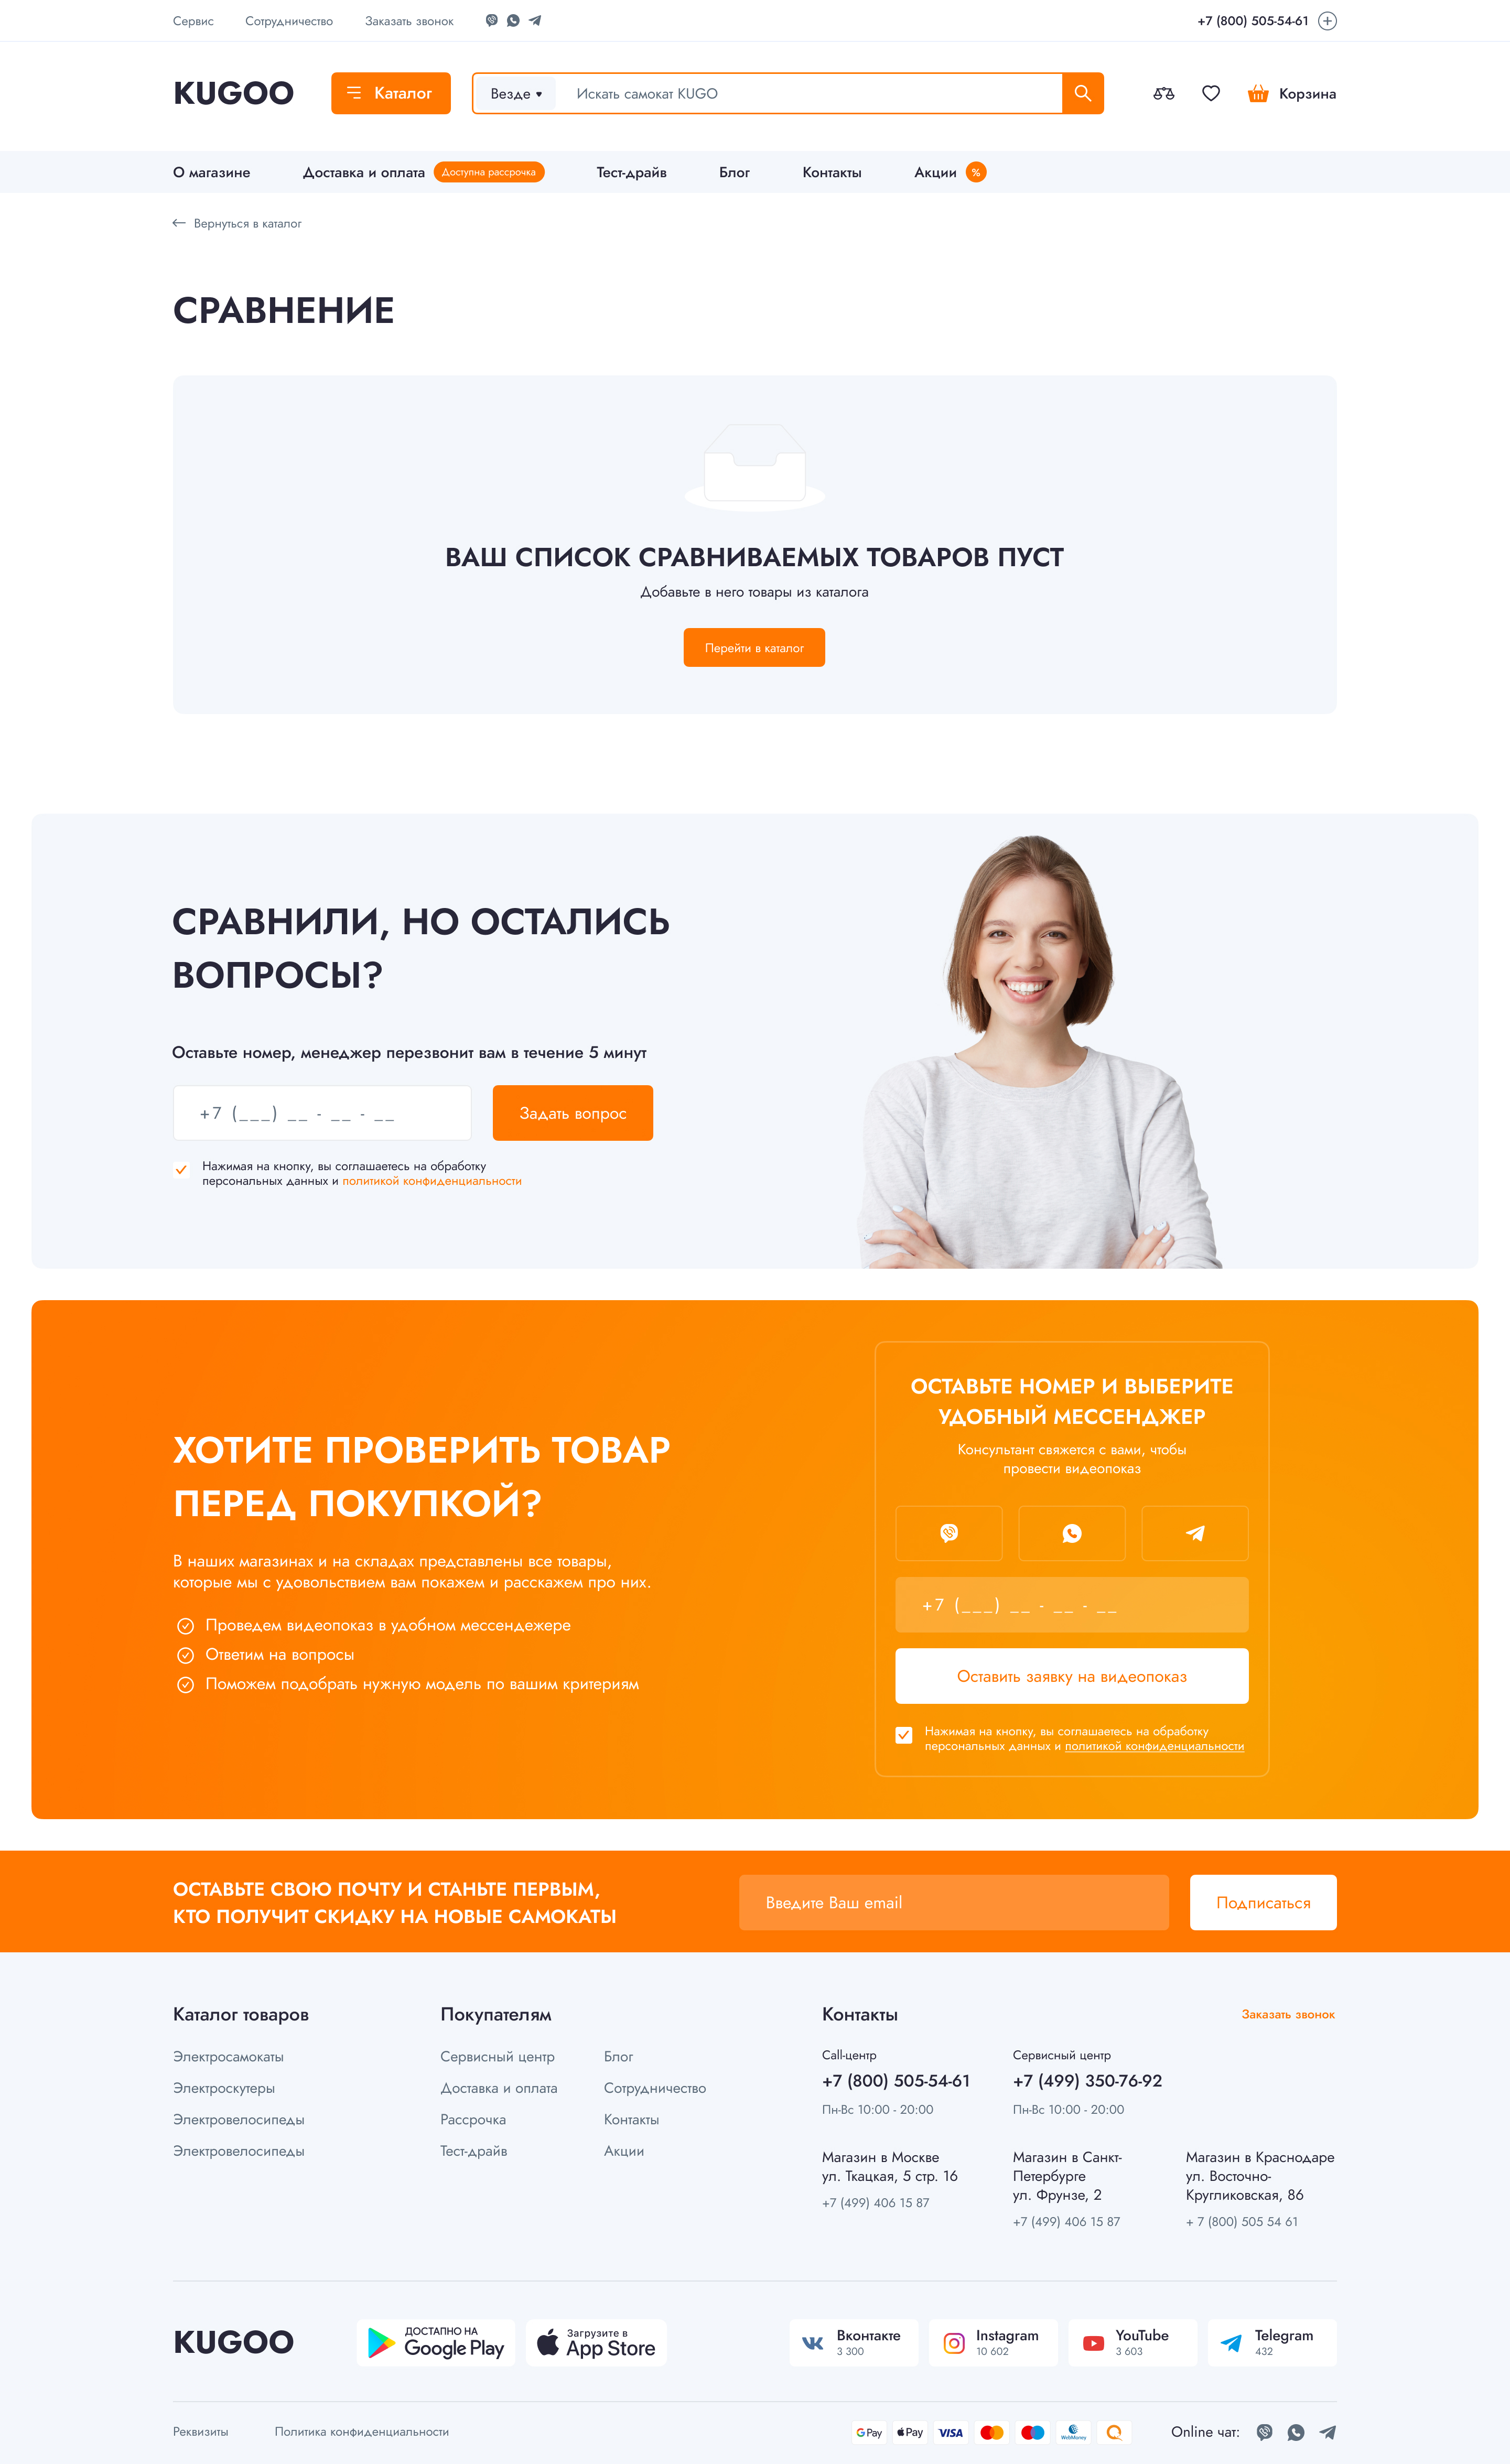 Сервис Сотрудничество Заказать звонок +7 (800) 505-54-61
KUGOO Каталог Везде Искать самокат KUGO Корзина
О магазине Доставка и оплата Доступна рассрочка Тест-драйв Блог Контакты Акции %
Вернуться в каталог
СРАВНЕНИЕ
ВАШ СПИСОК СРАВНИВАЕМЫХ ТОВАРОВ ПУСТ
Добавьте в него товары из каталога
Перейти в каталог
СРАВНИЛИ, НО ОСТАЛИСЬ
ВОПРОСЫ?
Оставьте номер, менеджер перезвонит вам в течение 5 минут
+7 (___) __ - __ - __ Задать вопрос
Нажимая на кнопку, вы соглашаетесь на обработку
персональных данных и политикой конфиденциальности
ХОТИТЕ ПРОВЕРИТЬ ТОВАР
ПЕРЕД ПОКУПКОЙ?
В наших магазинах и на складах представлены все товары,
которые мы с удовольствием вам покажем и расскажем про них.
Проведем видеопоказ в удобном мессендежере
Ответим на вопросы
Поможем подобрать нужную модель по вашим критериям
ОСТАВЬТЕ НОМЕР И ВЫБЕРИТЕ
УДОБНЫЙ МЕССЕНДЖЕР
Консультант свяжется с вами, чтобы
провести видеопоказ
+7 (___) __ - __ - __
Оставить заявку на видеопоказ
Нажимая на кнопку, вы соглашаетесь на обработку
персональных данных и политикой конфиденциальности
ОСТАВЬТЕ СВОЮ ПОЧТУ И СТАНЬТЕ ПЕРВЫМ,
КТО ПОЛУЧИТ СКИДКУ НА НОВЫЕ САМОКАТЫ
Введите Ваш email Подписаться
Каталог товаров
Электросамокаты
Электроскутеры
Электровелосипеды
Электровелосипеды
Покупателям
Сервисный центр
Доставка и оплата
Рассрочка
Тест-драйв
Блог
Сотрудничество
Контакты
Акции
Контакты Заказать звонок
Call-центр
+7 (800) 505-54-61
Пн-Вс 10:00 - 20:00
Сервисный центр
+7 (499) 350-76-92
Пн-Вс 10:00 - 20:00
Магазин в Москве
ул. Ткацкая, 5 стр. 16
+7 (499) 406 15 87
Магазин в Санкт-
Петербурге
ул. Фрунзе, 2
+7 (499) 406 15 87
Магазин в Краснодаре
ул. Восточно-
Кругликовская, 86
+ 7 (800) 505 54 61
KUGOO
ДОСТАПНО НА
Google Play
Загрузите в
App Store
Вконтакте
3 300
Instagram
10 602
YouTube
3 603
Telegram
432
Реквизиты Политика конфиденциальности G Pay Pay VISA WebMoney Online чат: